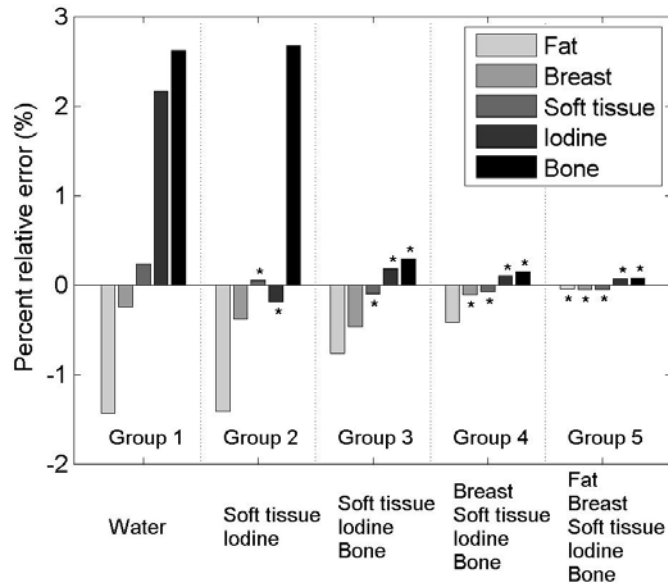 3
2
1
0
-1
-2
Percent relative error (%)
Fat
Breast
Soft tissue
Iodine
Bone
* *
* * * * * *
* * * * * *
Group 1 Group 2 Group 3 Group 4 Group 5
Water
Soft tissue
Iodine
Soft tissue
Iodine
Bone
Breast
Soft tissue
Iodine
Bone
Fat
Breast
Soft tissue
Iodine
Bone